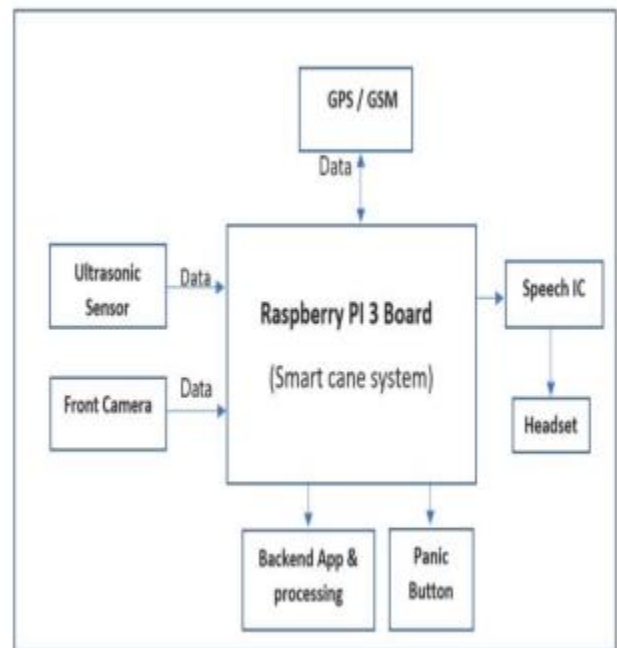 GPS / GSM
Data
Ultrasonic
Sensor
Data
Raspberry PI 3 Board
(Smart cane system)
Speech IC
Front Camera
Data
Headset
Backend App &
processing
Panic
Button